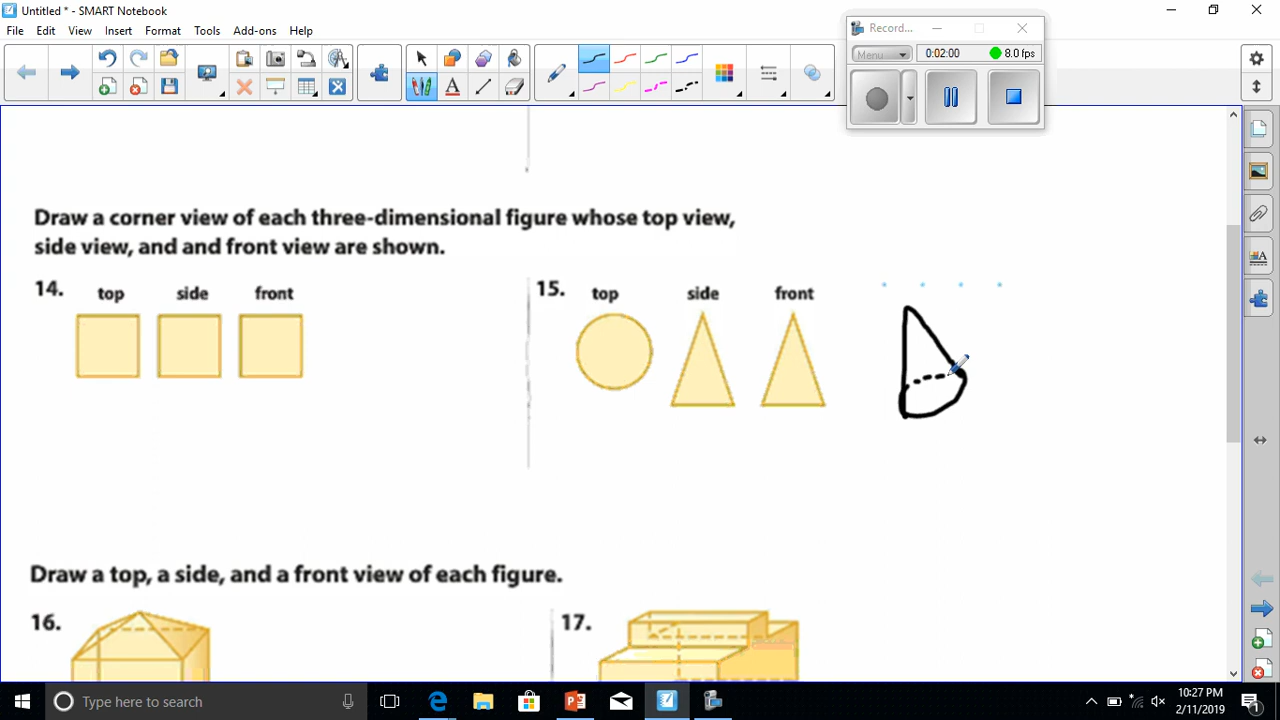 Untitled * - SMART Notebook
File Edit View Insert Format Tools Add-ons Help
Record...
Menu 0:02:00 8.0 fps
Draw a corner view of each three-dimensional figure whose top view,
side view, and and front view are shown.
14. top side front
15. top side front
Draw a top, a side, and a front view of each figure.
16.
17.
Type here to search
10:27 PM
2/11/2019